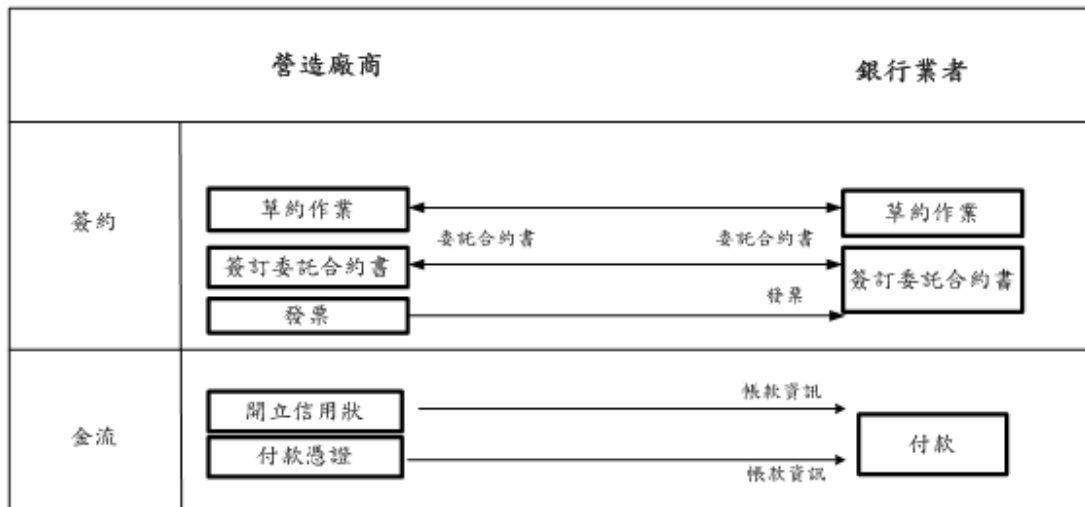 營造廠商
銀行業者
簽約
草約作業
草約作業
委託合約書
委託合約書
簽訂委託合約書
簽訂委託合約書
發票
發票
金流
開立信用狀
帳款資訊
付款憑證
付款
帳款資訊